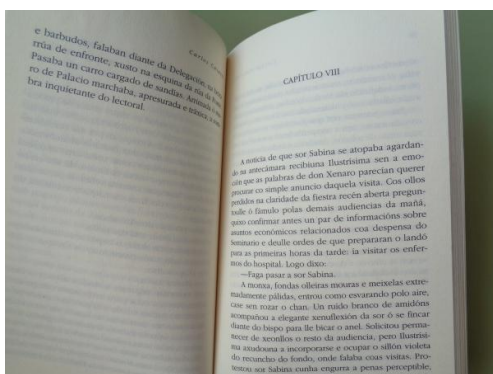 e barbudos, falaban diante da Delegación, na
rrúa de enfronte, xusto na esquina da rúa do
Pasaba un carro cargado de sandías. Animada
ro de Palacio marchaba, apresurada e
bra inquietante do lectoral.
CAPÍTULO VIII
A noticia de que sor Sabina se atopaba agardan-
do na antecámara recibiuna Ilustrísima sen a emo-
ción que as palabras de don Xenaro parecían querer
procurar co simple anuncio daquela visita. Cos ollos
perdidos na claridade da fiestra recén aberta pregun-
toulle ó fámulo polas demais audiencias da mañá,
quixo confirmar antes un par de informacións sobre
asuntos económicos relacionados coa despensa do
Seminario e deulle ordes de que prepararan o landó
para as primeiras horas da tarde: ía visitar os enfer-
mos do hospital. Logo dixo:
—Faga pasar a sor Sabina.
A monxa, fondas olleiras mouras e meixelas extre-
madamente pálidas, entrou como esvarando polo aire,
case sen rozar o chan. Un ruído branco de amidóns
acompañou a elegante xenuflexión da sor ó se fincar
diante do bispo para lle bicar o anel. Solicitou perma-
necer de xeonllos o resto da audiencia, pero Ilustrísi-
ma axudouna a incorporarse e ocupar o sillón violeta
do recuncho do fondo, onde falaba coas visitas. Pro-
testou sor Sabina cunha engurra a penas perceptible,